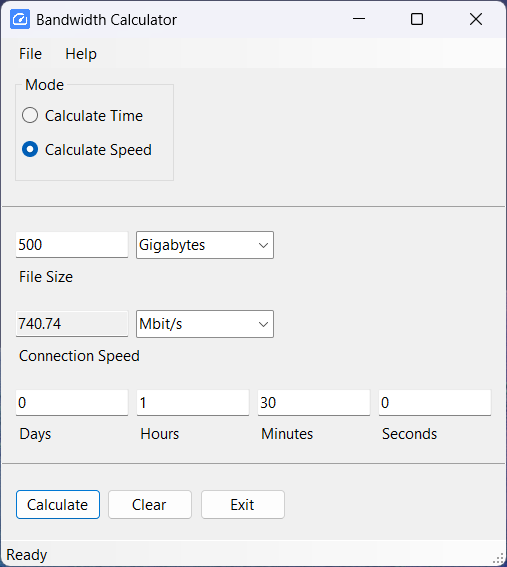 Bandwidth Calculator
File Help
Mode
Calculate Time
Calculate Speed
500 Gigabytes
File Size
740.74 Mbit/s
Connection Speed
0 1 30 0
Days Hours Minutes Seconds
Calculate Clear Exit
Ready